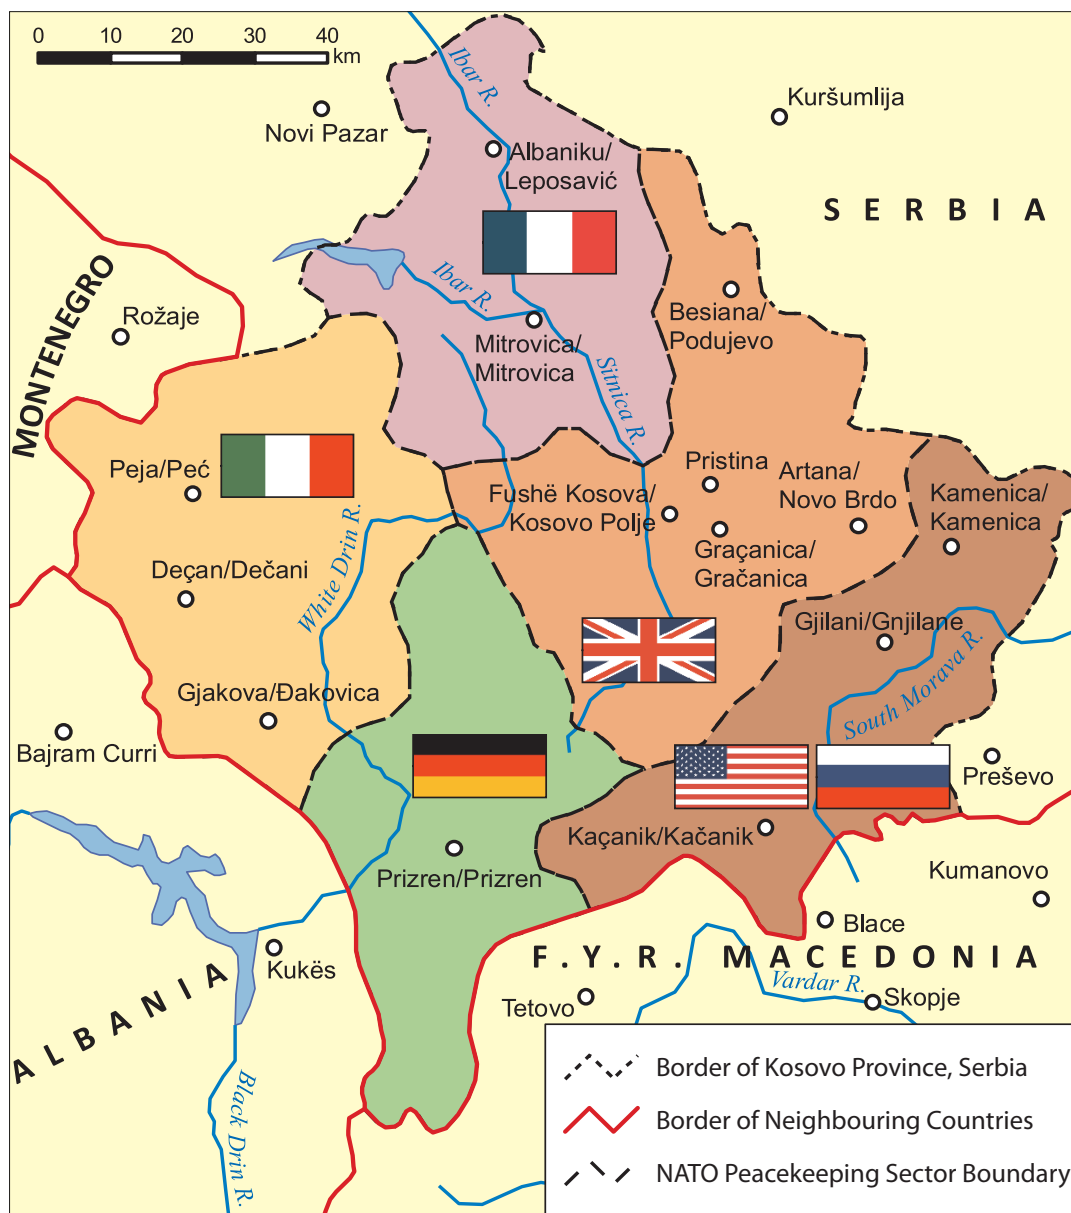 0 10 20 30 40
km
Ibar R.
Kuršumlija
Novi Pazar
Albaniku/
Leposavić
SERBIA
MONTENEGRO
Ibar R.
Rožaje
Besiana/
Podujevo
Mitrovica/
Mitrovica
Sitnica R.
Peja/Peć
Pristina
Artana/
Novo Brdo
Fushë Kosova/
Kosovo Polje
Kamenica/
Kamenica
Graçanica/
Gračanica
White Drin R.
Deçan/Dečani
Gjilani/Gnjilane
South Morava R.
Gjakova/Đakovica
Bajram Curri
Preševo
Kaçanik/Kačanik
Prizren/Prizren
Kumanovo
Blace
Kukës
F.Y.R. MACEDONIA
ALBANIA
Vardar R.
Tetovo
Skopje
Black Drin R.
Border of Kosovo Province, Serbia
Border of Neighbouring Countries
NATO Peacekeeping Sector Boundary